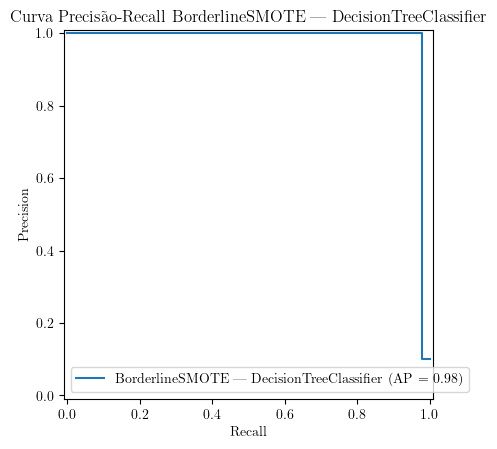 Curva Precisão-Recall BorderlineSMOTE — DecisionTreeClassifier
1.0
0.8
0.6
0.4
0.2
0.0
Precision
BorderlineSMOTE — DecisionTreeClassifier (AP = 0.98)
0.0 0.2 0.4 0.6 0.8 1.0
Recall